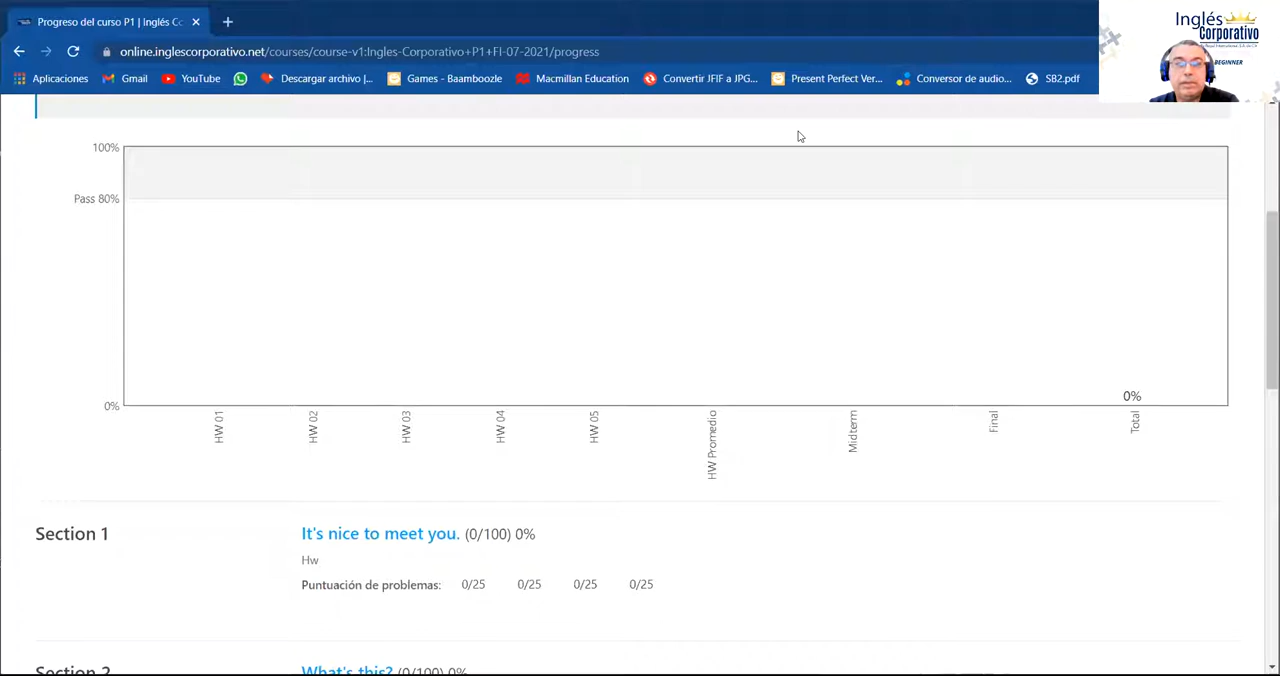 Progreso del curso P1 | Inglés Co
online.inglescorporativo.net/courses/course-v1:Ingles-Corporativo+P1+FI-07-2021/progress
Aplicaciones Gmail YouTube Descargar archivo |... Games - Baamboozle Macmillan Education Convertir JFIF a JPG... Present Perfect Ver... Conversor de audio... SB2.pdf
Inglés
Corporativo
BEGINNER
100%
Pass 80%
0%
0%
HW 01
HW 02
HW 03
HW 04
HW 05
HW Promedio
Midterm
Final
Total
Section 1
It's nice to meet you. (0/100) 0%
Hw
Puntuación de problemas: 0/25 0/25 0/25 0/25
Section 2
What's this? (0/100) 0%